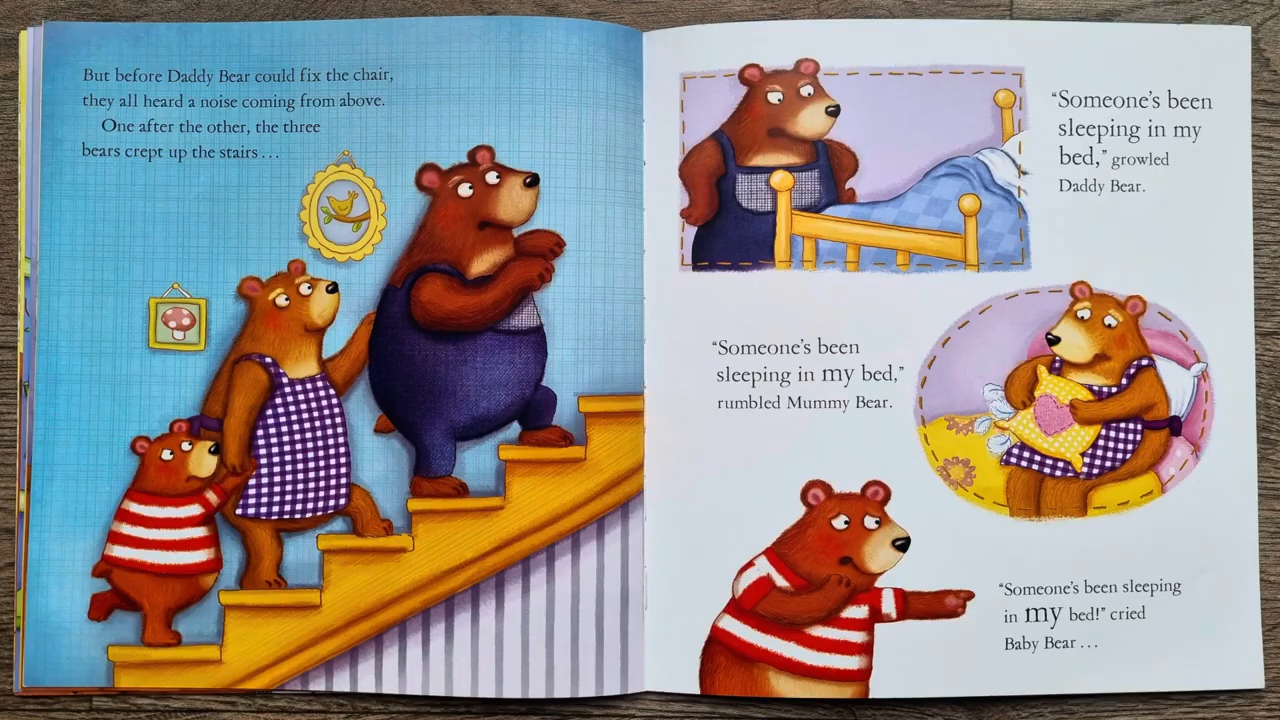 But before Daddy Bear could fix the chair,
they all heard a noise coming from above.
One after the other, the three
bears crept up the stairs ...
“Someone’s been
sleeping in my
bed,” growled
Daddy Bear.
“Someone’s been
sleeping in my bed,”
rumbled Mummy Bear.
“Someone’s been sleeping
in my bed!” cried
Baby Bear ...